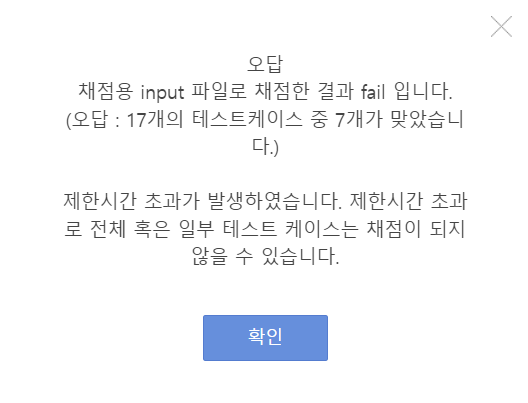 오답
채점용 input 파일로 채점한 결과 fail 입니다.
(오답 : 17개의 테스트케이스 중 7개가 맞았습니
다.)
제한시간 초과가 발생하였습니다. 제한시간 초과
로 전체 혹은 일부 테스트 케이스는 채점이 되지
않을 수 있습니다.
확인